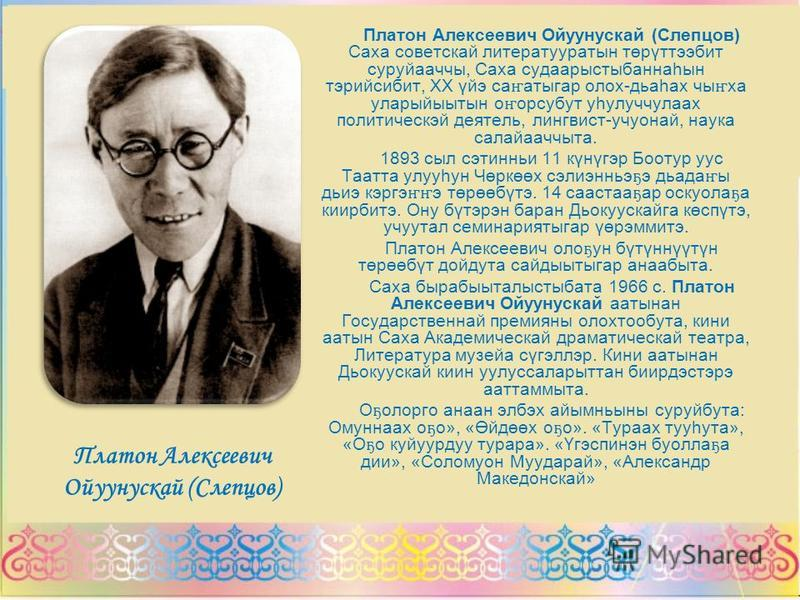 Платон Алексеевич Ойуунускай (Слепцов)
Саха советскай литератууратын төрүттээбит
суруйааччы, Саха судаарыстыбаннаһын
тэрийсибит, XX үйэ саҥатыгар олох-дьаһах чыҥха
уларыйыытын оҥорсубут уһулуччулаах
политическэй деятель, лингвист-учуонай, наука
салайааччыта.
1893 сыл сэтинньи 11 күнүгэр Боотур уус
Таатта улууһун Чөркөөх сэлиэнньэҕэ дьадаҥы
дьиэ кэргэҥҥэ төрөөбүтэ. 14 саастааҕар оскуолаҕа
киирбитэ. Ону бүтэрэн баран Дьокуускайга көспүтэ,
учуутал семинариятыгар үөрэммитэ.
Платон Алексеевич олоҕун бүтүннүүтүн
төрөөбүт дойдута сайдыытыгар анаабыта.
Саха бырабыыталыстыбата 1966 с. Платон
Алексеевич Ойуунускай аатынан
Государственнай премияны олохтообута, кини
аатын Саха Академическай драматическай театра,
Литература музейа сүгэллэр. Кини аатынан
Дьокуускай киин уулуссаларыттан биирдэстэрэ
ааттаммыта.
Оҕолорго анаан элбэх айымньыны суруйбута:
Омуннаах оҕо», «Өйдөөх оҕо». «Тураах тууһута»,
«Оҕо куйуурдуу турара». «Үгэспинэн буоллаҕа
дии», «Соломуон Муударай», «Александр
Македонскай»
Платон Алексеевич
Ойуунускай (Слепцов)
MyShared